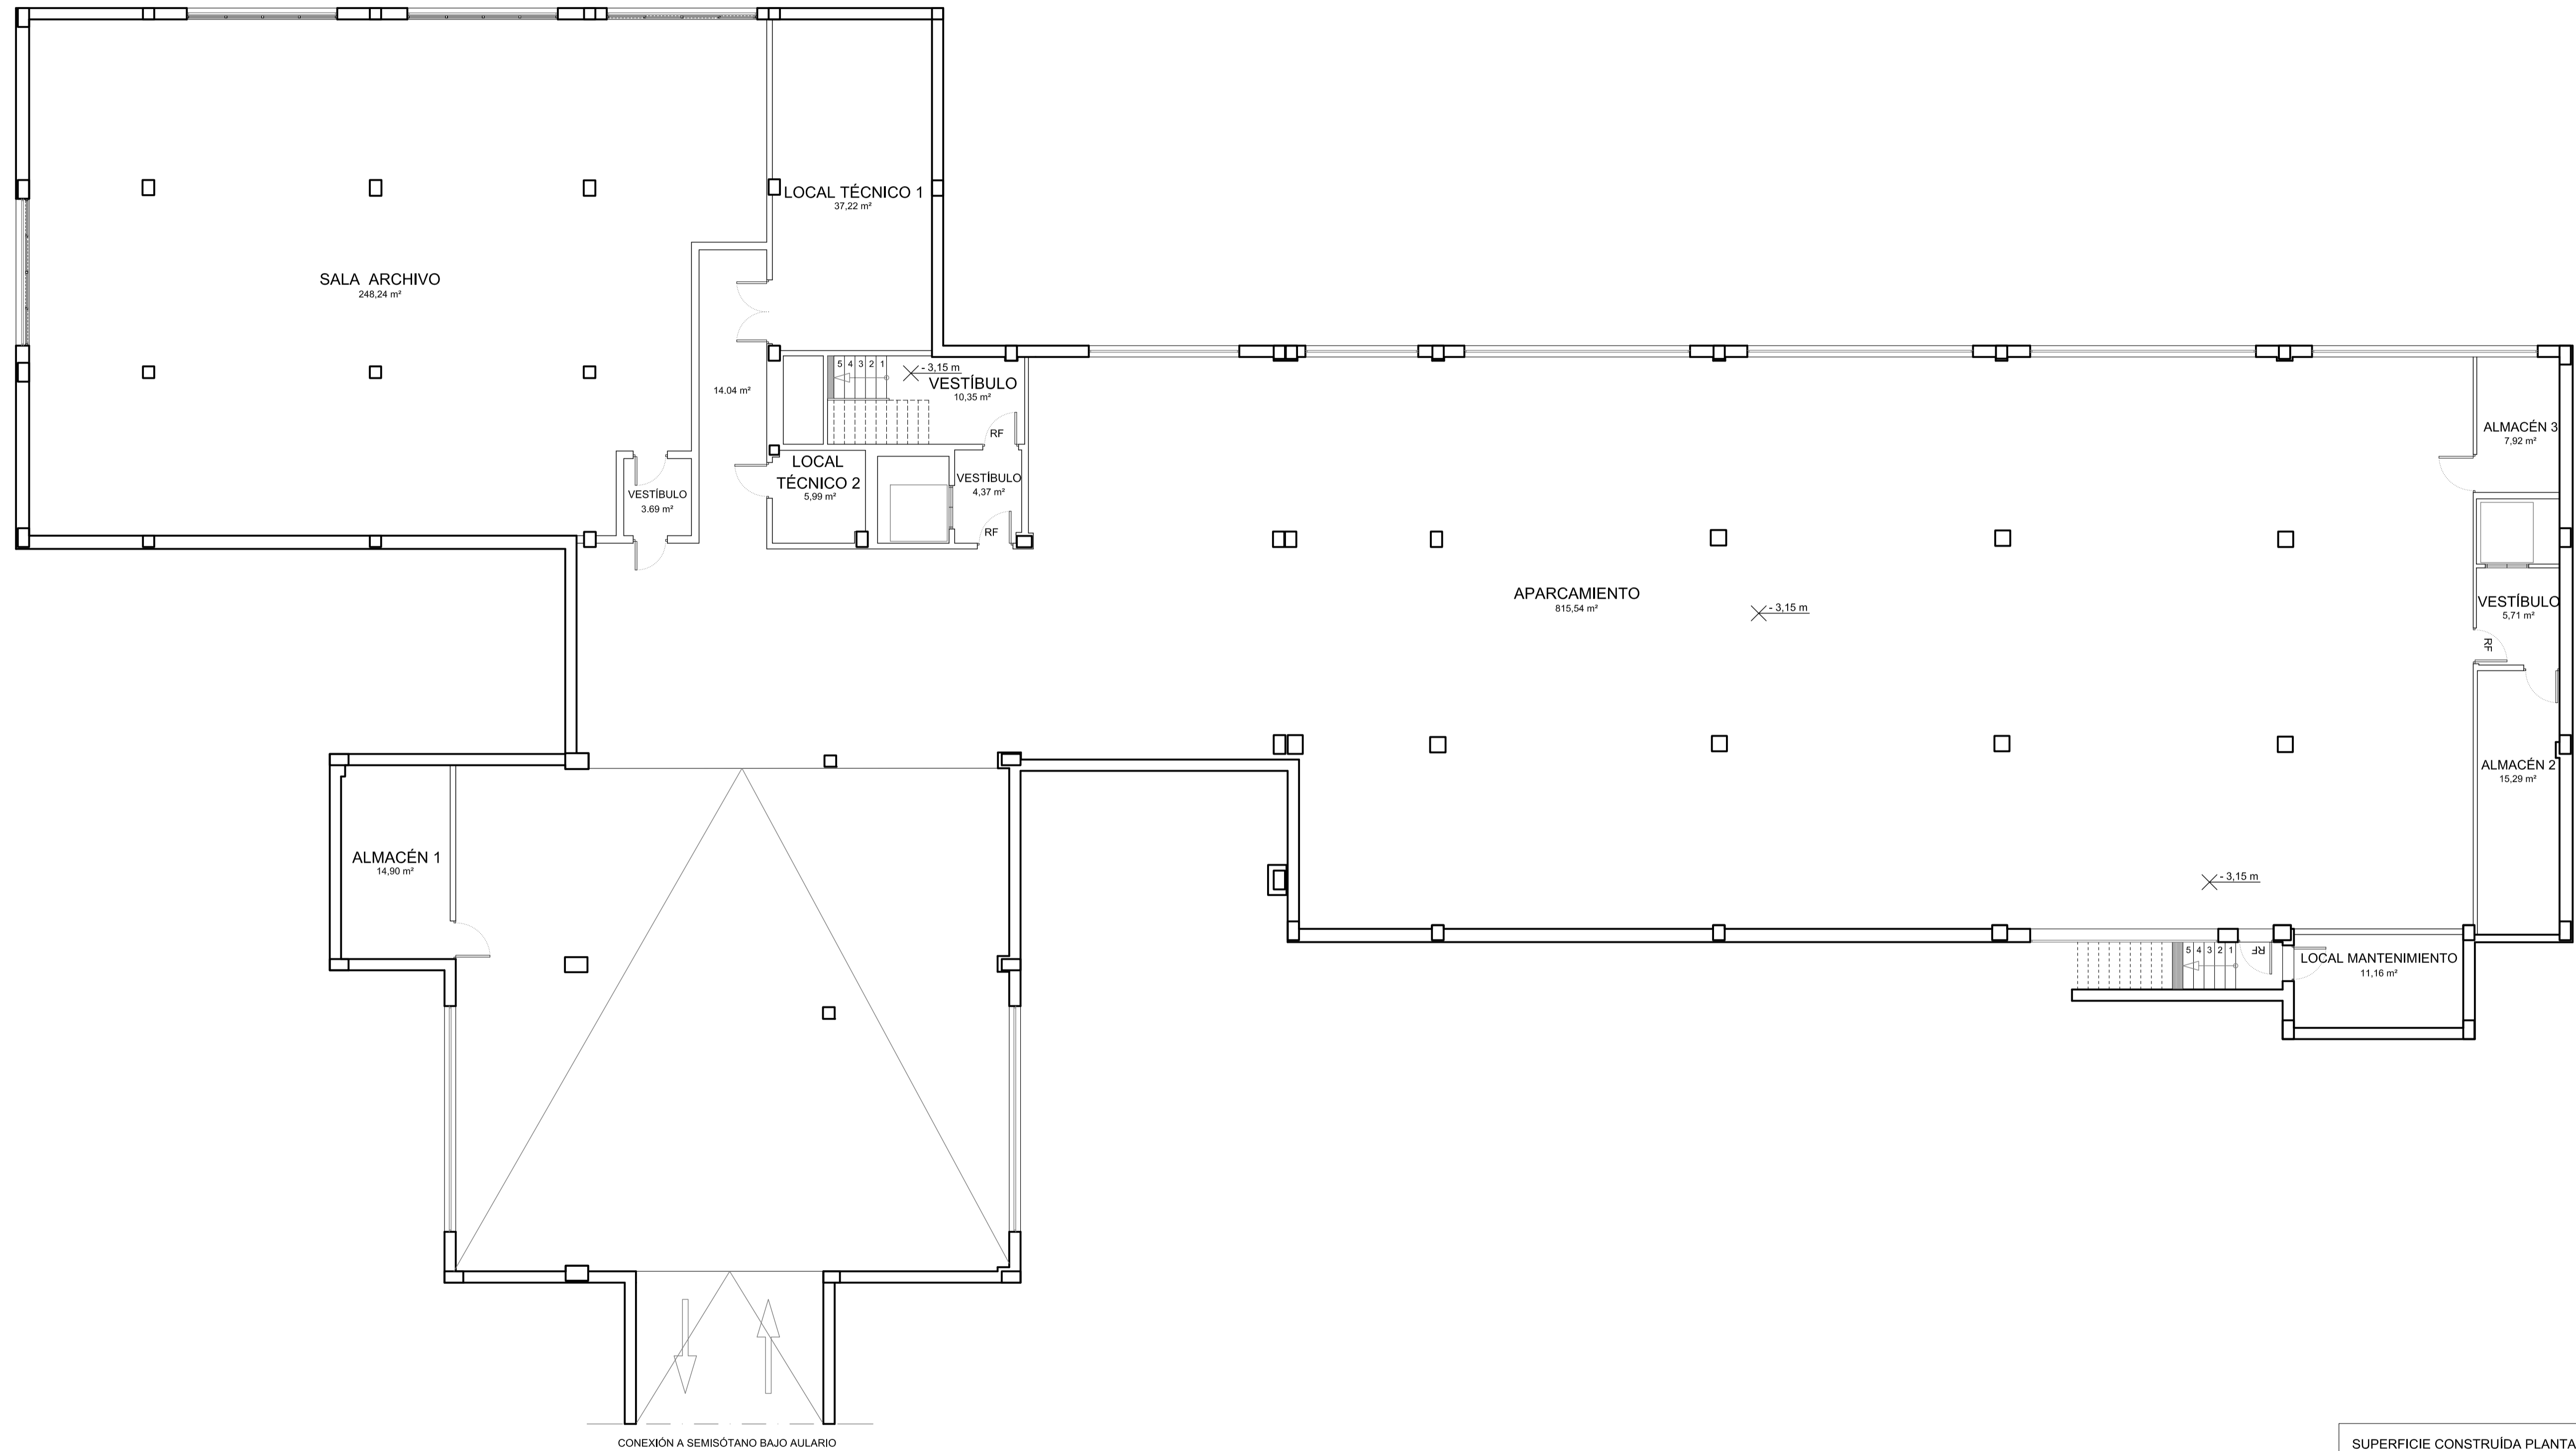 LOCAL TÉCNICO 1
37,22 m²
SALA ARCHIVO
248,24 m²
14.04 m²
5 4 3 2 1
- 3,15 m
VESTÍBULO
10,35 m²
RF
LOCAL
TÉCNICO 2
5,99 m²
VESTÍBULO
4,37 m²
RF
VESTÍBULO
3.69 m²
ALMACÉN 3
7,92 m²
APARCAMIENTO
815,54 m²
- 3,15 m
VESTÍBULO
5,71 m²
RF
ALMACÉN 2
15,29 m²
ALMACÉN 1
14,90 m²
- 3,15 m
5 4 3 2 1
RF
LOCAL MANTENIMIENTO
11,16 m²
CONEXIÓN A SEMISÓTANO BAJO AULARIO
SUPERFICIE CONSTRUÍDA PLANTA